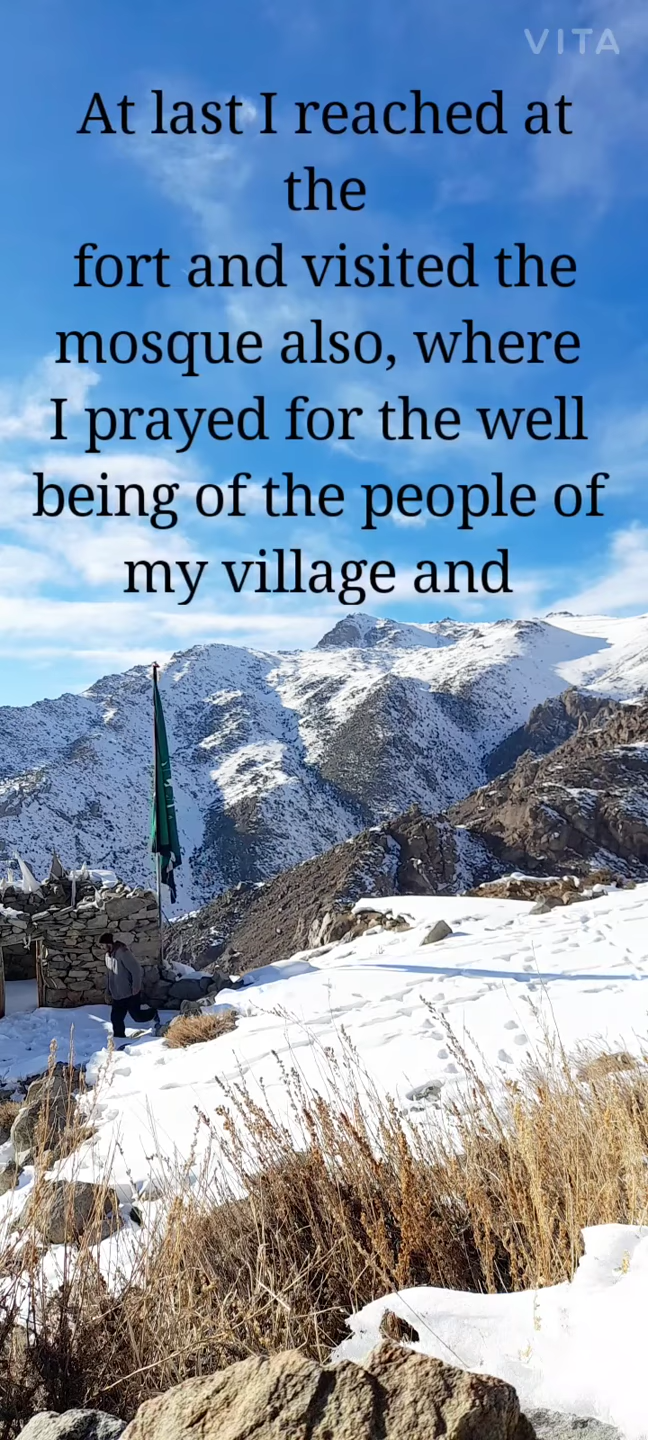 VITA
At last I reached at
the
fort and visited the
mosque also, where
I prayed for the well
being of the people of
my village and